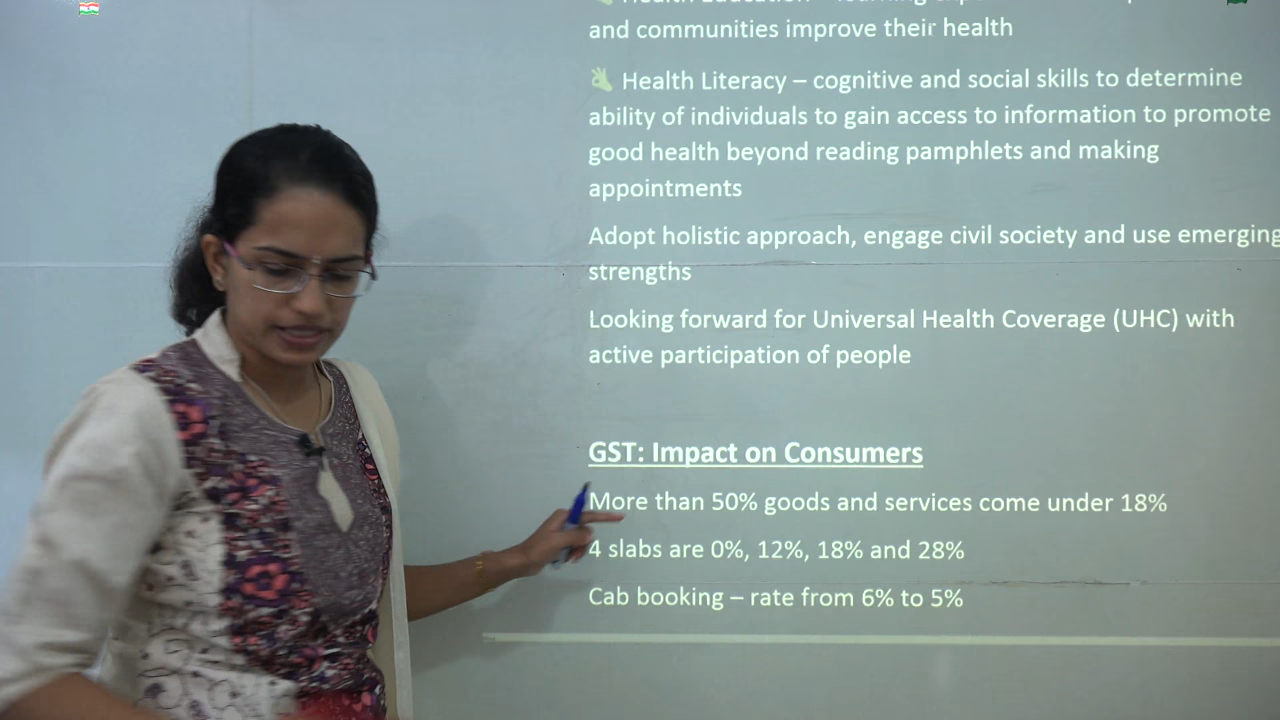 and communities improve their health
Health Literacy – cognitive and social skills to determine
ability of individuals to gain access to information to promote
good health beyond reading pamphlets and making
appointments
Adopt holistic approach, engage civil society and use emerging
strengths
Looking forward for Universal Health Coverage (UHC) with
active participation of people
GST: Impact on Consumers
More than 50% goods and services come under 18%
4 slabs are 0%, 12%, 18% and 28%
Cab booking – rate from 6% to 5%